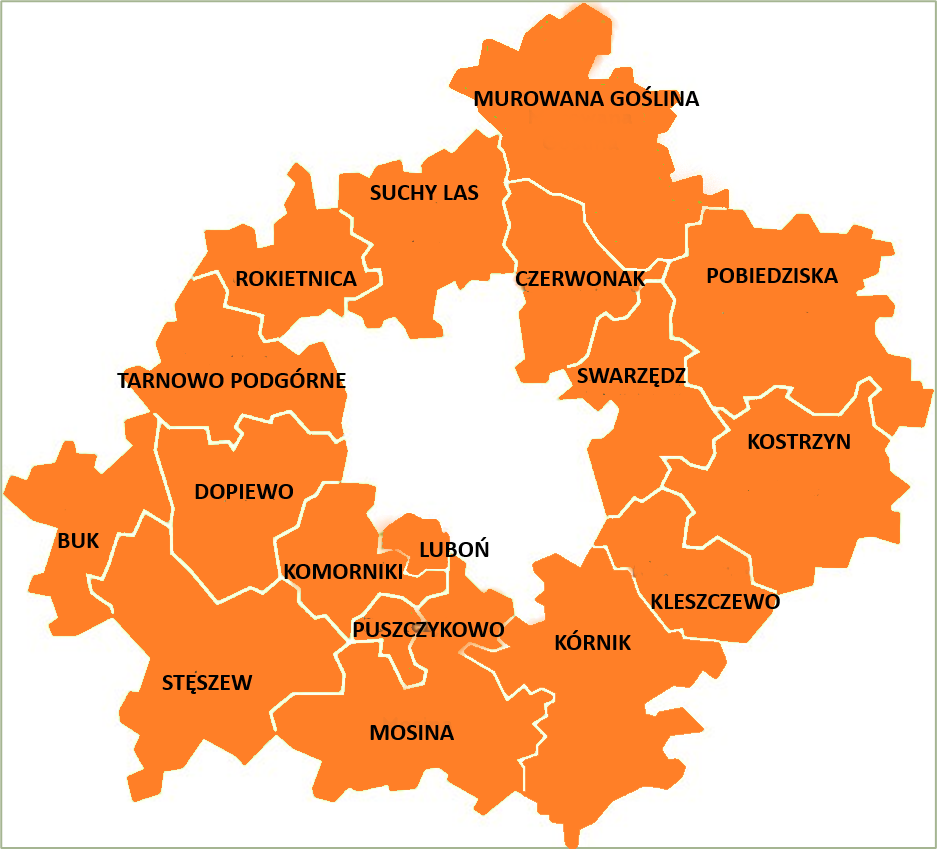 MUROWANA GOŚLINA
SUCHY LAS
ROKIETNICA
CZERWONAK
POBIEDZISKA
TARNOWO PODGÓRNE
SWARZĘDZ
KOSTRZYN
DOPIEWO
BUK
LUBOŃ
KOMORNIKI
KLESZCZEWO
PUSZCZYKOWO
KÓRNIK
STĘSZEW
MOSINA